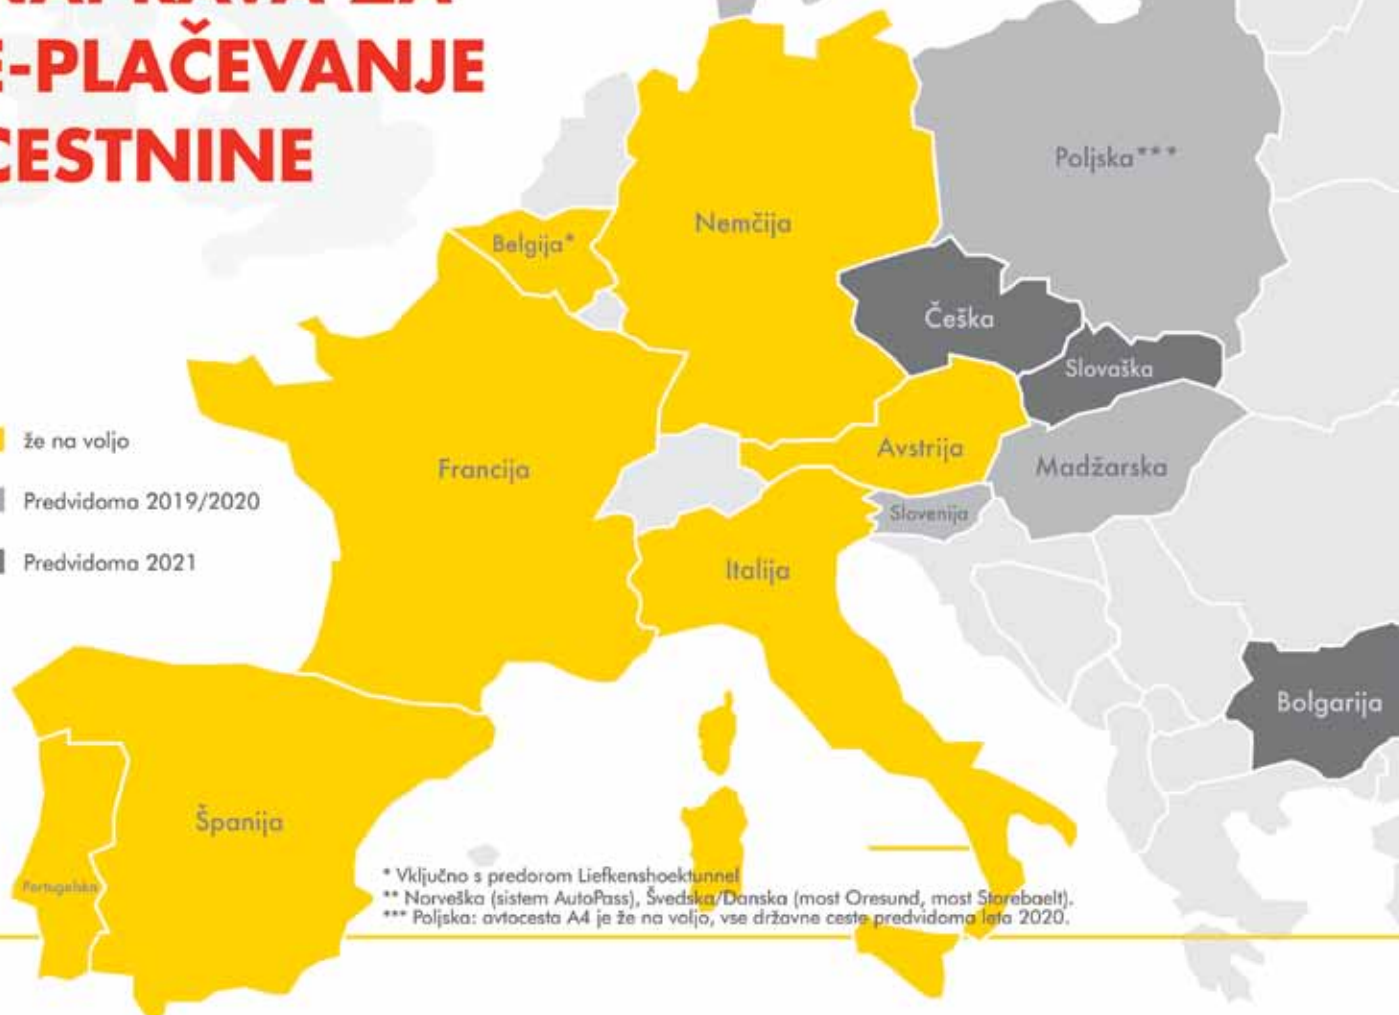 NAPRAVA ZA
E-PLAČEVANJE
CESTNINE
Poljska***
Nemčija
Belgija*
Češka
Slovaška
že na voljo
Avstrija
Francija
Madžarska
Predvidoma 2019/2020
Slovenija
Predvidoma 2021
Italija
Bolgarija
Španija
Portugalska
* Vključno s predorom Liefkenshoektunnel
** Norveška (sistem AutoPass), Švedska/Danska (most Oresund, most Storebaelt).
*** Poljska: avtocesta A4 je že na voljo, vse državne ceste predvidoma leta 2020.